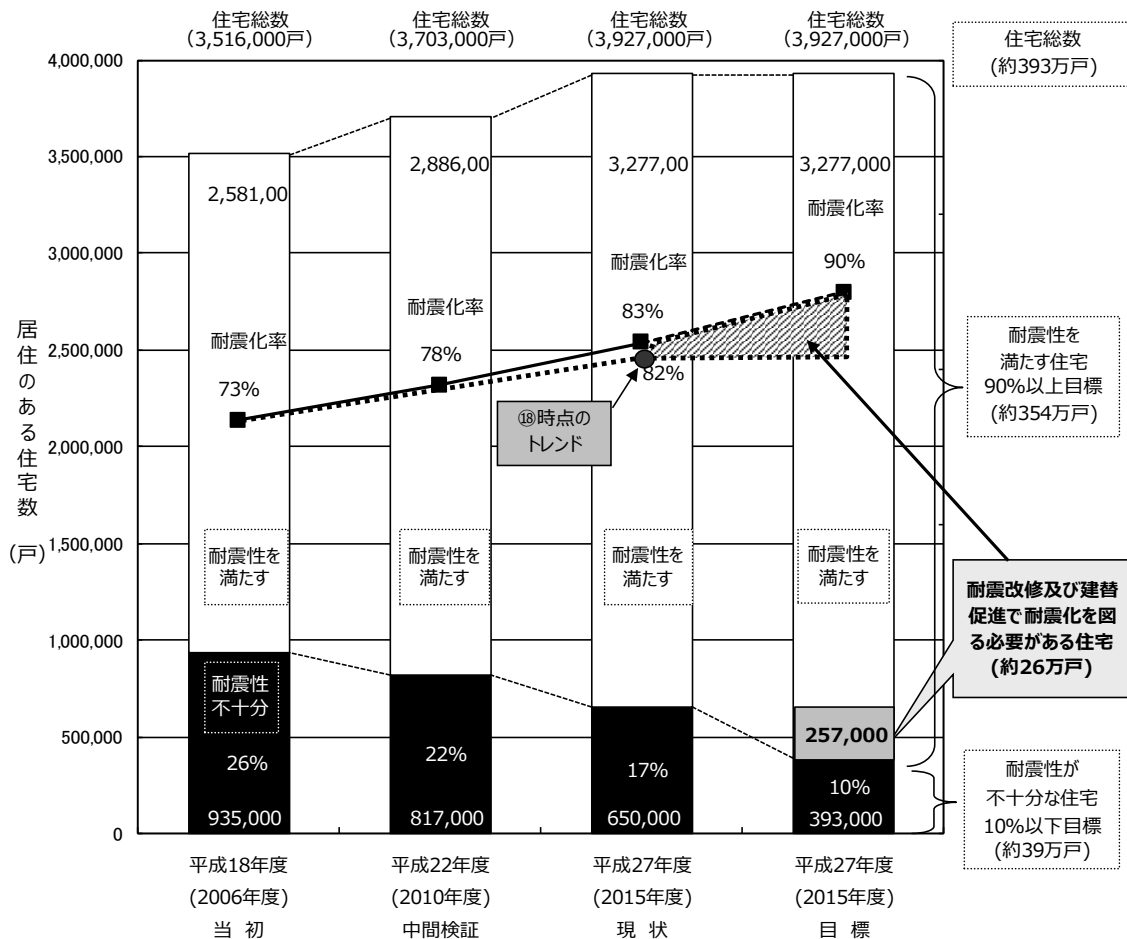 住宅総数
(3,516,000戸)
住宅総数
(3,703,000戸)
住宅総数
(3,927,000戸)
住宅総数
(3,927,000戸)
住宅総数
(約393万戸)
4,000,000
3,500,000
3,000,000
2,500,000
2,000,000
1,500,000
1,000,000
500,000
0
居住のある住宅数
(戸)
2,581,00
2,886,00
3,277,00
3,277,000
耐震化率
73%
耐震化率
78%
耐震化率
83%
82%
耐震化率
90%
⑱時点の
トレンド
耐震性を
満たす
耐震性を
満たす
耐震性を
満たす
耐震性を
満たす
耐震性
不十分
26%
935,000
22%
817,000
17%
650,000
257,000
10%
393,000
耐震性を
満たす住宅
90%以上目標
(約354万戸)
耐震改修及び建替
促進で耐震化を図
る必要がある住宅
(約26万戸)
耐震性が
不十分な住宅
10%以下目標
(約39万戸)
平成18年度
(2006年度)
当 初
平成22年度
(2010年度)
中間検証
平成27年度
(2015年度)
現 状
平成27年度
(2015年度)
目 標